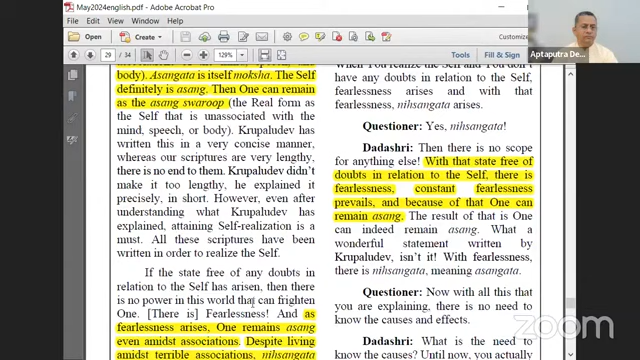 May2024english.pdf - Adobe Acrobat Pro
File Edit View Window Help
Open
Create
Customize
29 / 34
129%
Tools
Fill & Sign
Aptaputra De...
body). Asangata is itself moksha. The Self
definitely is asang. Then One can remain
as the asang swaroop (the Real form as
the Self that is unassociated with the
mind, speech, or body). Krupaludev has
written this in a very concise manner,
whereas our scriptures are very lengthy,
there is no end to them. Krupaludev didn't
make it too lengthy, he explained it
precisely, in short. However, even after
understanding what Krupaludev has
explained, attaining Self-realization is a
must. All these scriptures have been
written in order to realize the Self.
If the state free of any doubts in
relation to the Self has arisen, then there
is no power in this world that can frighten
One. [There is] Fearlessness! And as
fearlessness arises, One remains asang
even amidst associations. Despite living
amidst terrible associations, nihsangata
When You realize the Self and You don't
have any doubts in relation to the Self,
fearlessness arises and with that
fearlessness, nihsangata arises.
Questioner: Yes, nihsangata!
Dadashri: Then there is no scope
for anything else! With that state free of
doubts in relation to the Self, there is
fearlessness, constant fearlessness
prevails, and because of that One can
remain asang. The result of that is One
can indeed remain asang. What a
wonderful statement written by
Krupaludev, isn't it! With fearlessness,
there is nihsangata, meaning asangata.
Questioner: Now with all this that
you are explaining, there is no need to
know the causes and effects.
Dadashri: What is the need to
know the causes? Until now, you actually
LIVE
zoom